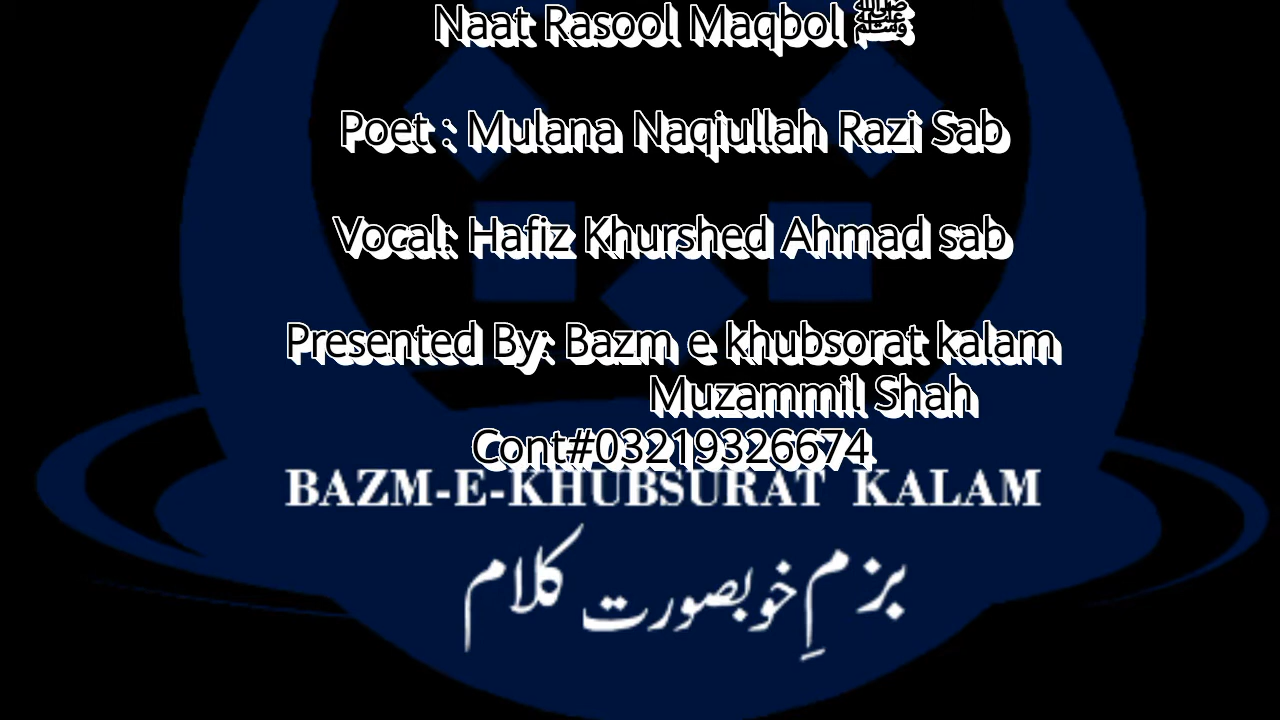 Naat Rasool Maqbol ﷺ
Poet : Mulana Naqiullah Razi Sab
Vocal: Hafiz Khurshed Ahmad sab
Presented By: Bazm e khubsorat kalam
Muzammil Shah
Cont#03219326674
BAZM-E-KHUBSURAT KALAM
بزمِ خوبصورت کلام